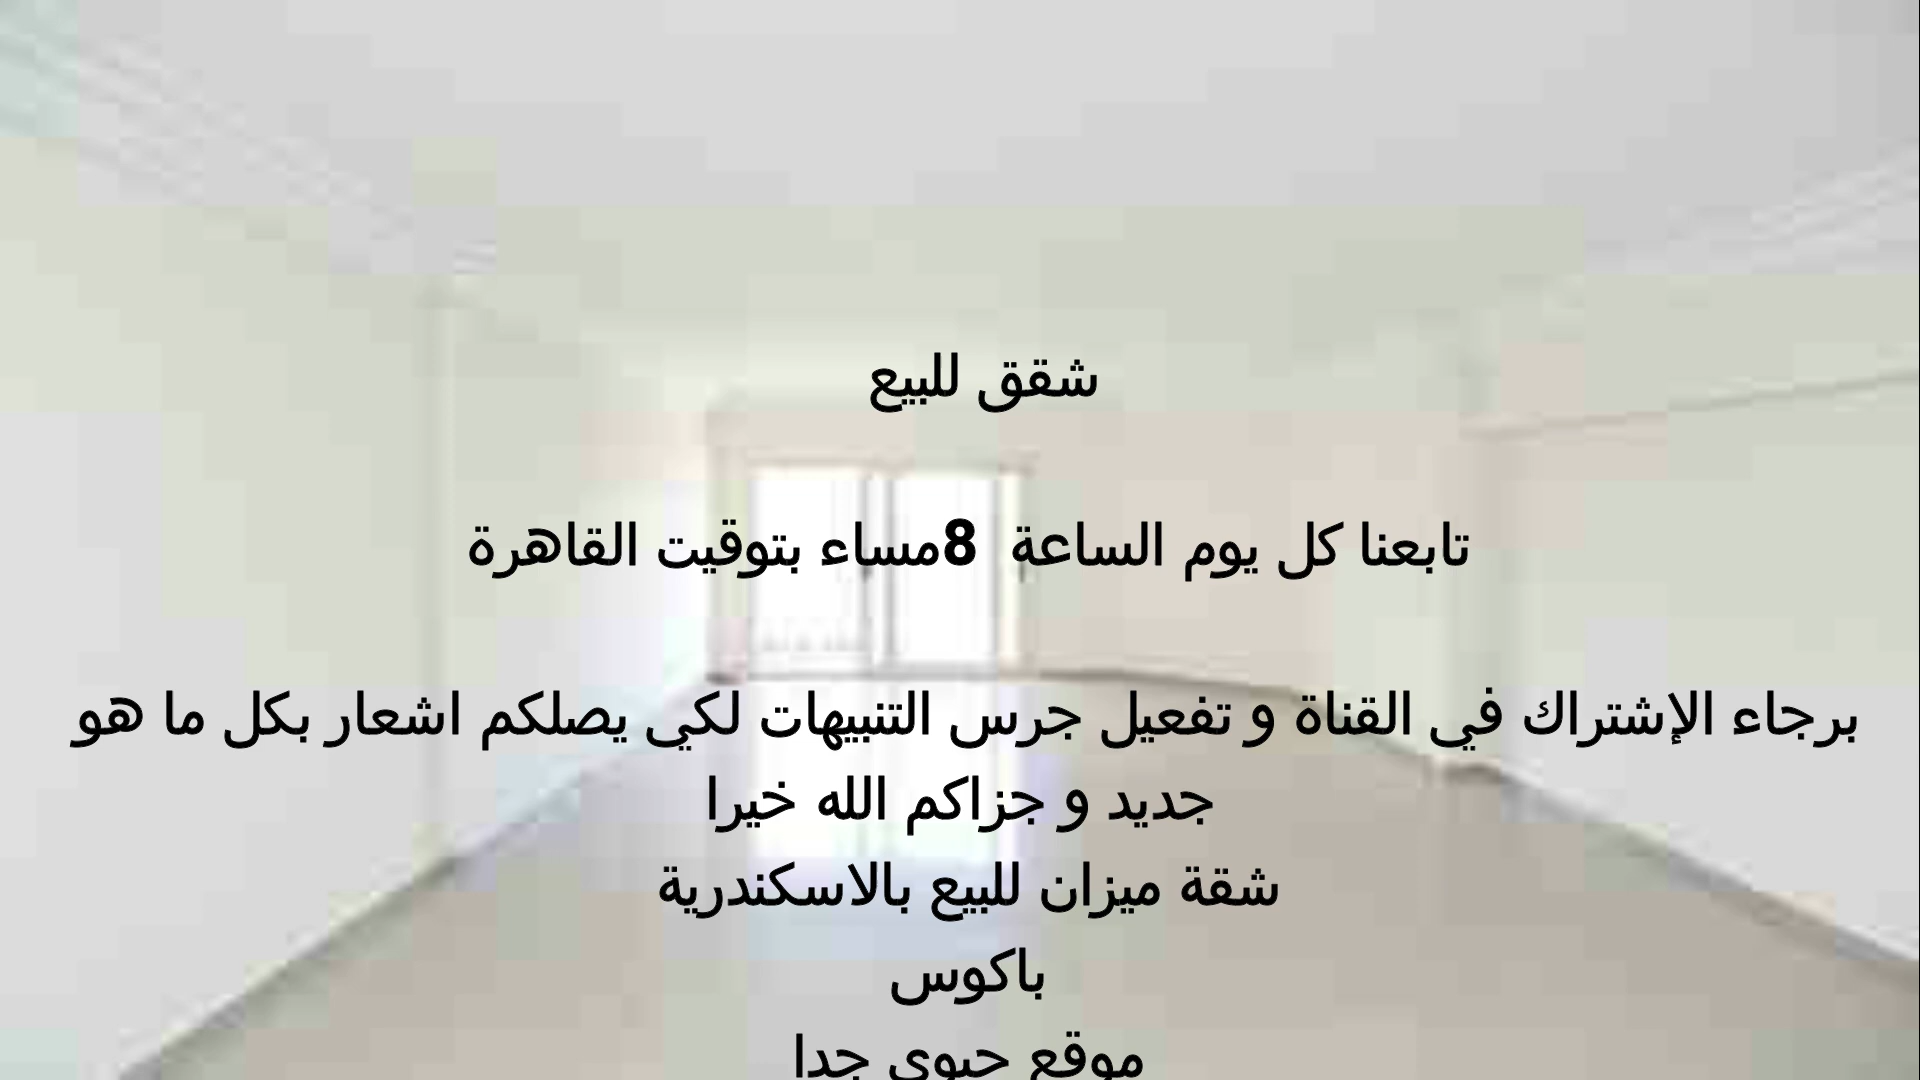 شقق للبيع
تابعنا كل يوم الساعة 8مساء بتوقيت القاهرة
برجاء الإشتراك في القناة و تفعيل جرس التنبيهات لكي يصلكم اشعار بكل ما هو
جديد و جزاكم الله خيرا
شقة ميزان للبيع بالاسكندرية
باكوس
موقع حيوي جدا